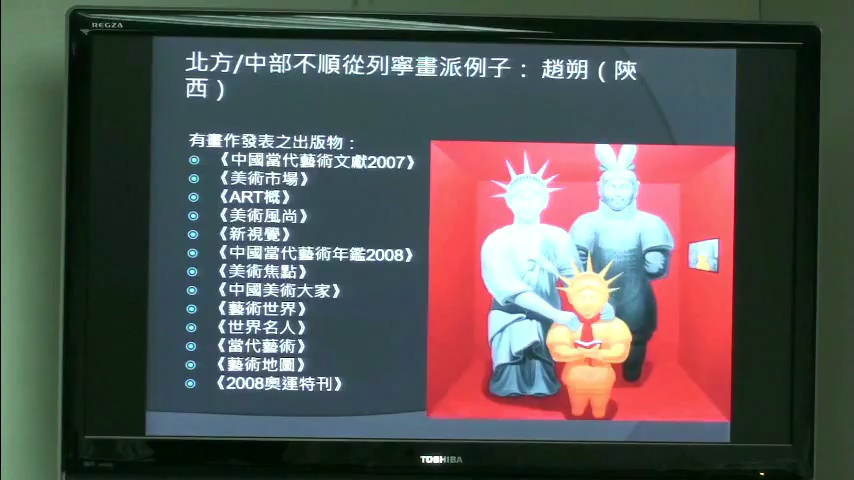 REGZA
北方/中部不順從列寧畫派例子：趙朔（陝
西）
有畫作發表之出版物：
《中國當代藝術文獻2007》
《美術市場》
《ART概》
《美術風尚》
《新視覺》
《中國當代藝術年鑑2008》
《美術焦點》
《中國美術大家》
《藝術世界》
《世界名人》
《當代藝術》
《藝術地圖》
《2008奧運特刊》
TOSHIBA